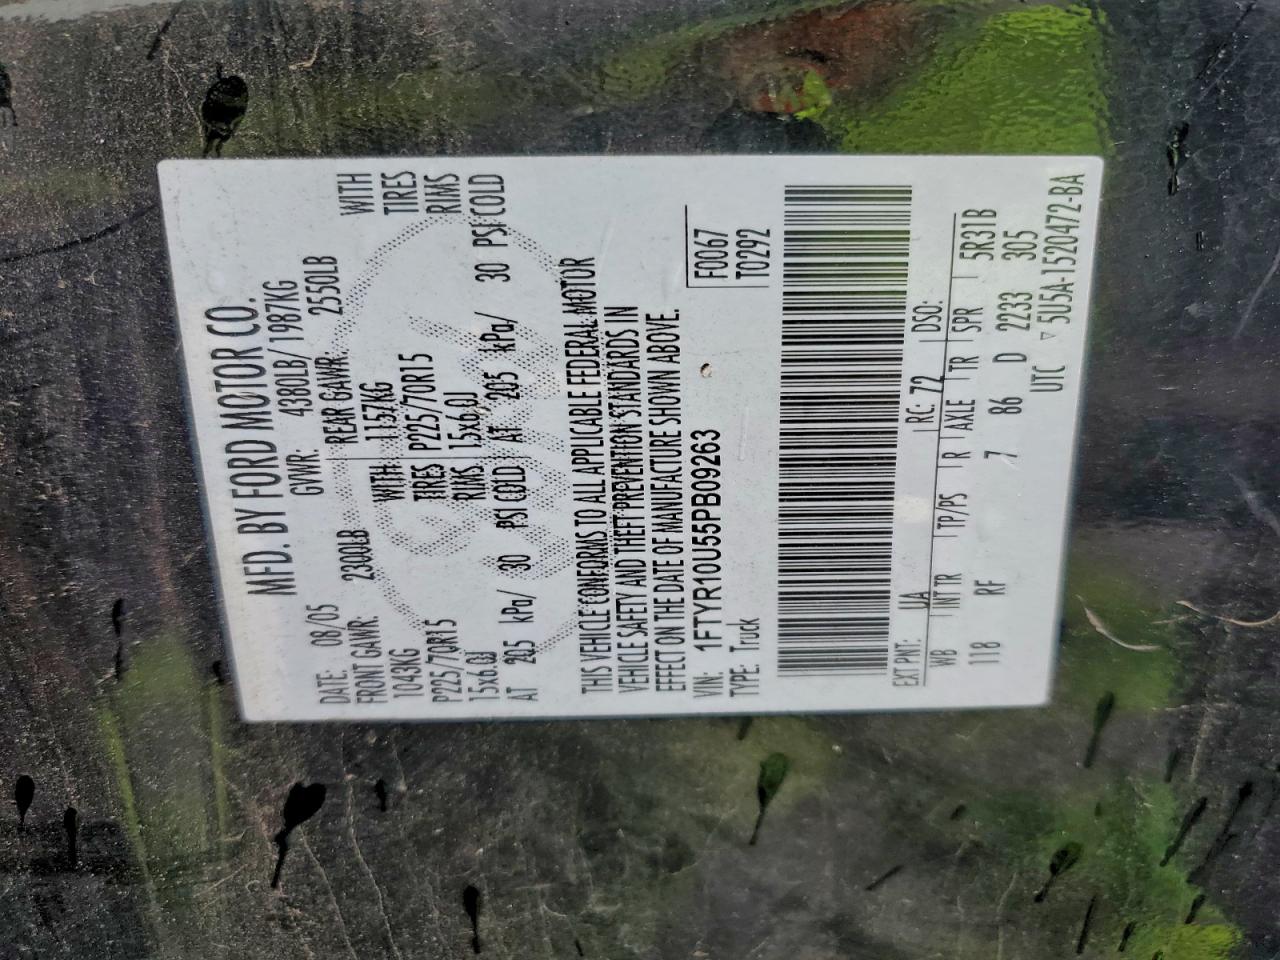 MFD. BY FORD MOTOR CO.
DATE: 08/05 GVWR: 4380LB/1987KG
FRONT GAWR: 2300LB REAR GAWR 2550LB
1043KG WITH 1157KG WITH
P225/70R15 TIRES P225/70R15 TIRES
15x6.0J RIMS 15x6.0J RIMS
AT 205 kPa/ 30 PSI COLD AT 205 kPa/ 30 PSI COLD
THIS VEHICLE CONFORMS TO ALL APPLICABLE FEDERAL MOTOR
VEHICLE SAFETY AND THEFT PREVENTION STANDARDS IN
EFFECT ON THE DATE OF MANUFACTURE SHOWN ABOVE.
VIN: 1FTYR10U55PB09263 F0067
TYPE: Truck T0292
EXT PNT: UA RC: 72 DSO:
WB INT TR TP/PS R AXLE TR SPR 5R31B
118 RF 7 86 D 2233 305
UTC ▽ 5U5A-1520472-BA